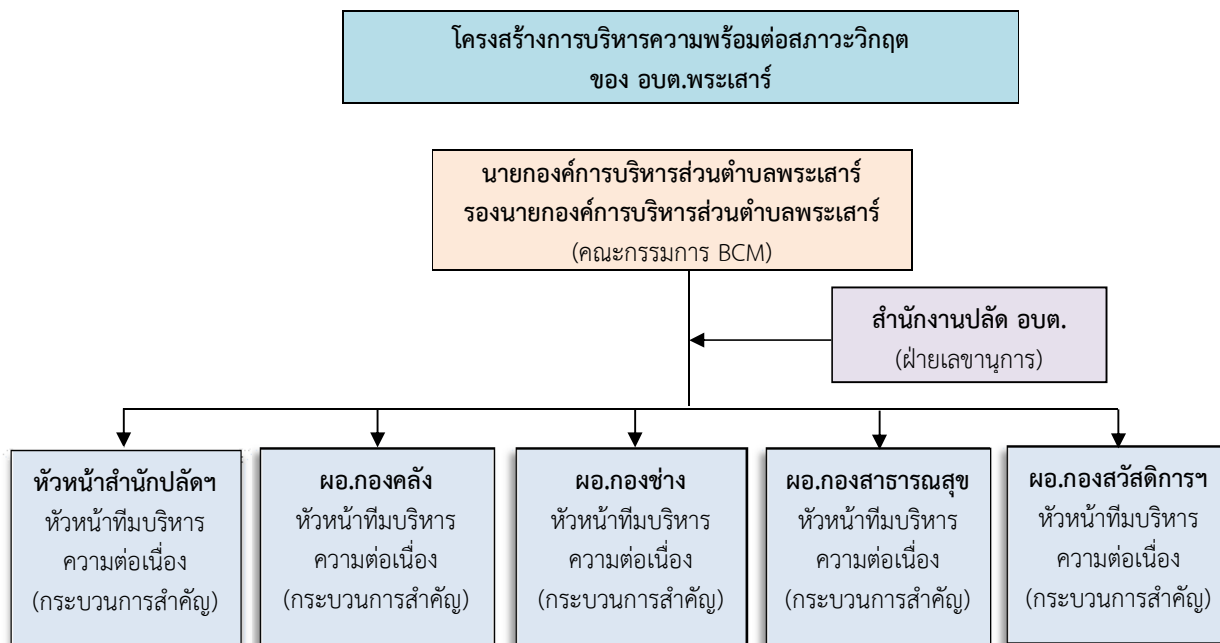 โครงสร้างการบริหารความพร้อมต่อสภาวะวิกฤต
ของ อบต.พระเสาร์
นายกองค์การบริหารส่วนตำบลพระเสาร์
รองนายกองค์การบริหารส่วนตำบลพระเสาร์
(คณะกรรมการ BCM)
สำนักงานปลัด อบต.
(ฝ่ายเลขานุการ)
หัวหน้าสำนักปลัดฯ
หัวหน้าทีมบริหาร
ความต่อเนื่อง
(กระบวนการสำคัญ)
ผอ.กองคลัง
หัวหน้าทีมบริหาร
ความต่อเนื่อง
(กระบวนการสำคัญ)
ผอ.กองช่าง
หัวหน้าทีมบริหาร
ความต่อเนื่อง
(กระบวนการสำคัญ)
ผอ.กองสาธารณสุข
หัวหน้าทีมบริหาร
ความต่อเนื่อง
(กระบวนการสำคัญ)
ผอ.กองสวัสดิการฯ
หัวหน้าทีมบริหาร
ความต่อเนื่อง
(กระบวนการสำคัญ)